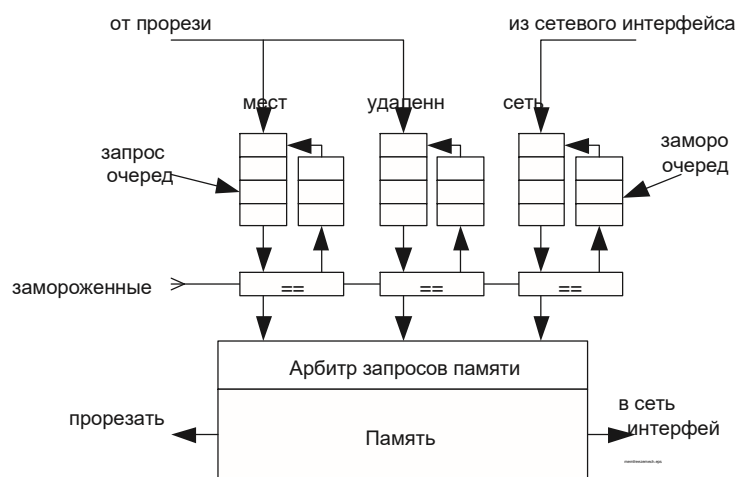 от прорези
из сетевого интерфейса
мест
удаленн
сеть
запрос
очеред
заморо
очеред
замороженные
==
==
==
Арбитр запросов памяти
прорезать
Память
в сеть
интерфей